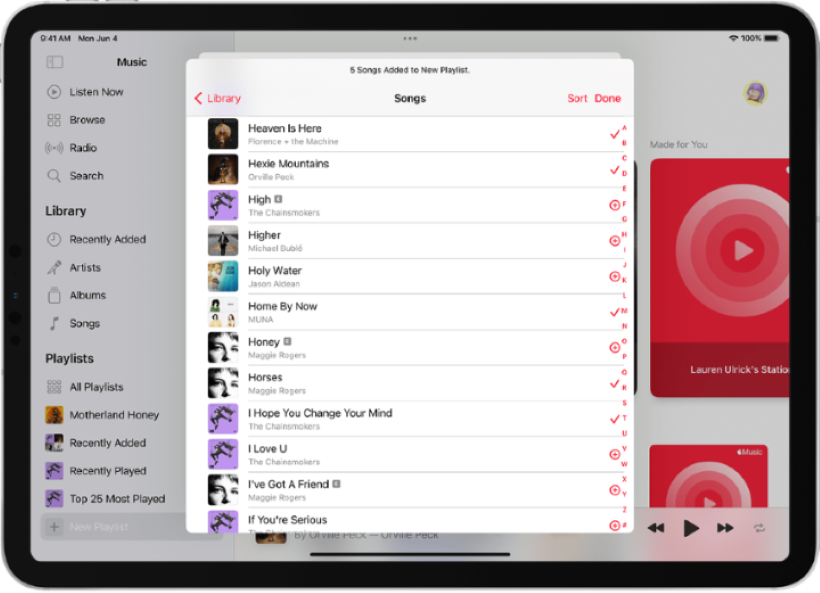 9:41 AM Mon Jun 4
100%
Music
Listen Now
Browse
Radio
Search
Library
Recently Added
Artists
Albums
Songs
Playlists
All Playlists
Motherland Honey
Recently Added
Recently Played
Top 25 Most Played
New Playlist
5 Songs Added to New Playlist.
Library
Songs
Sort Done
Heaven Is Here
Florence + the Machine
Hexie Mountains
Orville Peck
High E
The Chainsmokers
Higher
Michael Bublé
Holy Water
Jason Aldean
Home By Now
MUNA
Honey E
Maggie Rogers
Horses
Maggie Rogers
I Hope You Change Your Mind
The Chainsmokers
I Love U
The Chainsmokers
I've Got A Friend E
Maggie Rogers
If You're Serious
The Chainsmokers
A
B
C
D
E
F
G
H
I
J
K
L
M
N
O
P
Q
R
S
T
U
V
W
X
Y
Z
#
Made for You
Lauren Ulrick's Statio
Music
by Orville Peck — Orville Peck